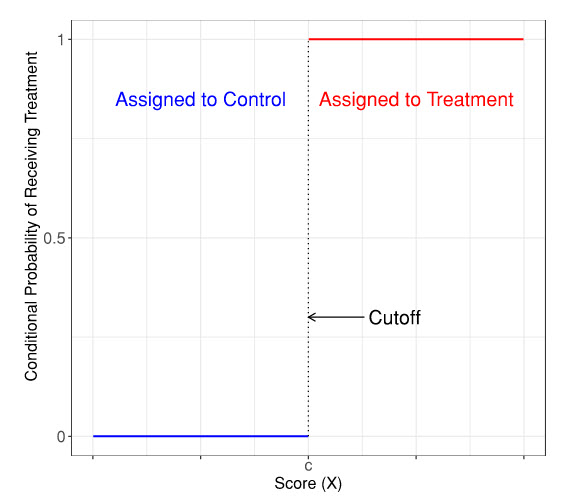 Conditional Probability of Receiving Treatment
1
0.5
0
Assigned to Control
Assigned to Treatment
Cutoff
c
Score (X)